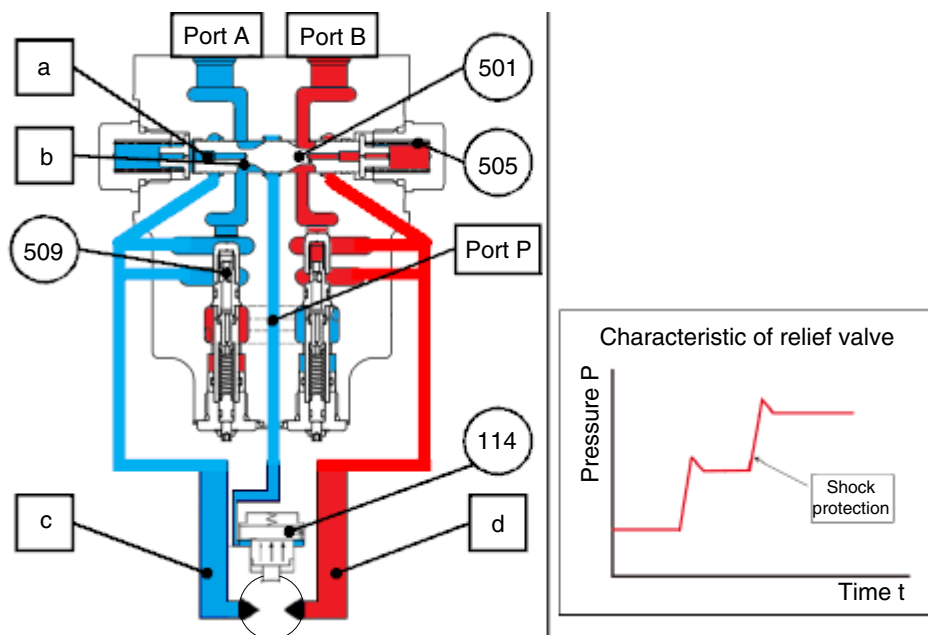 Port A
Port B
a
501
b
505
509
Port P
114
c
d
Characteristic of relief valve
Pressure P
Shock
protection
Time t